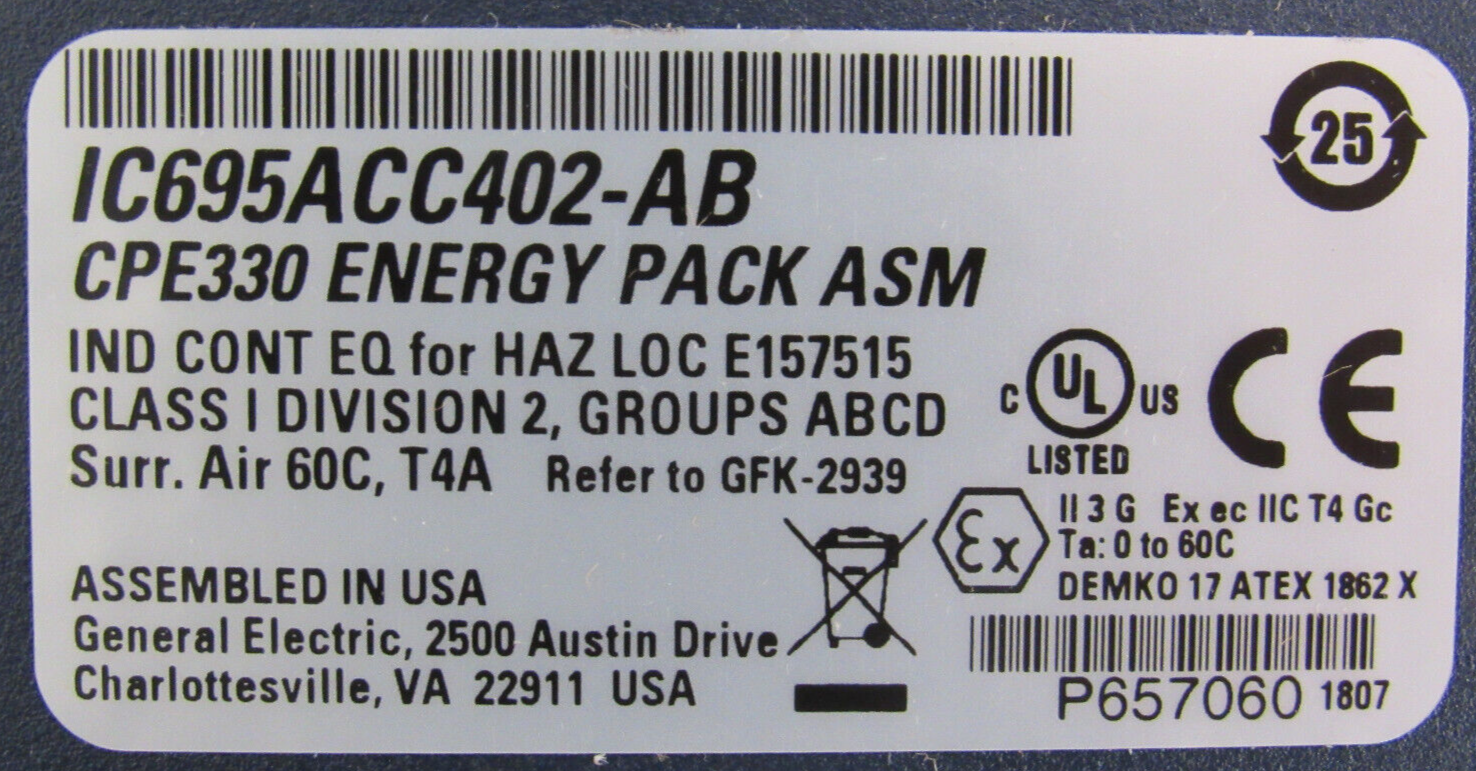 IC695ACC402-AB
25
CPE330 ENERGY PACK ASM
IND CONT EQ for HAZ LOC E157515
CLASS I DIVISION 2, GROUPS ABCD
Surr. Air 60C, T4A Refer to GFK-2939
C UL US
LISTED
CE
Ex
II 3 G Ex ec IIC T4 Gc
Ta: 0 to 60C
DEMKO 17 ATEX 1862 X
ASSEMBLED IN USA
General Electric, 2500 Austin Drive
Charlottesville, VA 22911 USA
P657060 1807